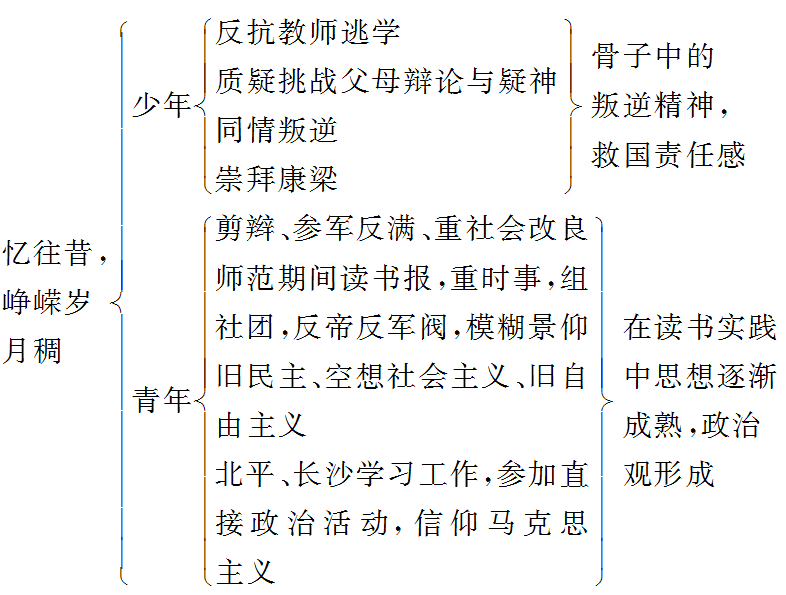 忆往昔，
峥嵘岁
月稠
少年
反抗教师逃学
质疑挑战父母辩论与疑神
同情叛逆
崇拜康梁
骨子中的
叛逆精神，
救国责任感
青年
剪辫、参军反满、重社会改良
师范期间读书报，重时事，组
社团，反帝反军阀，模糊景仰
旧民主、空想社会主义、旧自
由主义
北平、长沙学习工作，参加直
接政治活动，信仰马克思
主义
在读书实践
中思想逐渐
成熟，政治
观形成